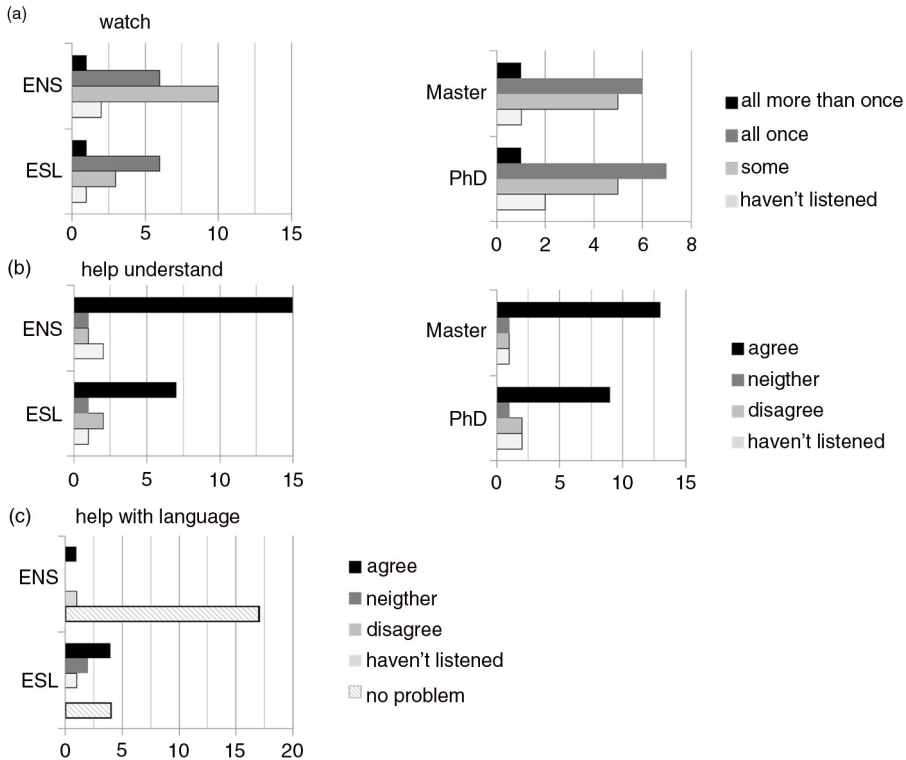 (a)
watch
ENS
ESL
0 5 10 15
Master
PhD
0 2 4 6 8
all more than once
all once
some
haven't listened
(b)
help understand
ENS
ESL
0 5 10 15
Master
PhD
0 5 10 15
agree
neigther
disagree
haven't listened
(c)
help with language
ENS
ESL
0 5 10 15 20
agree
neigther
disagree
haven't listened
no problem